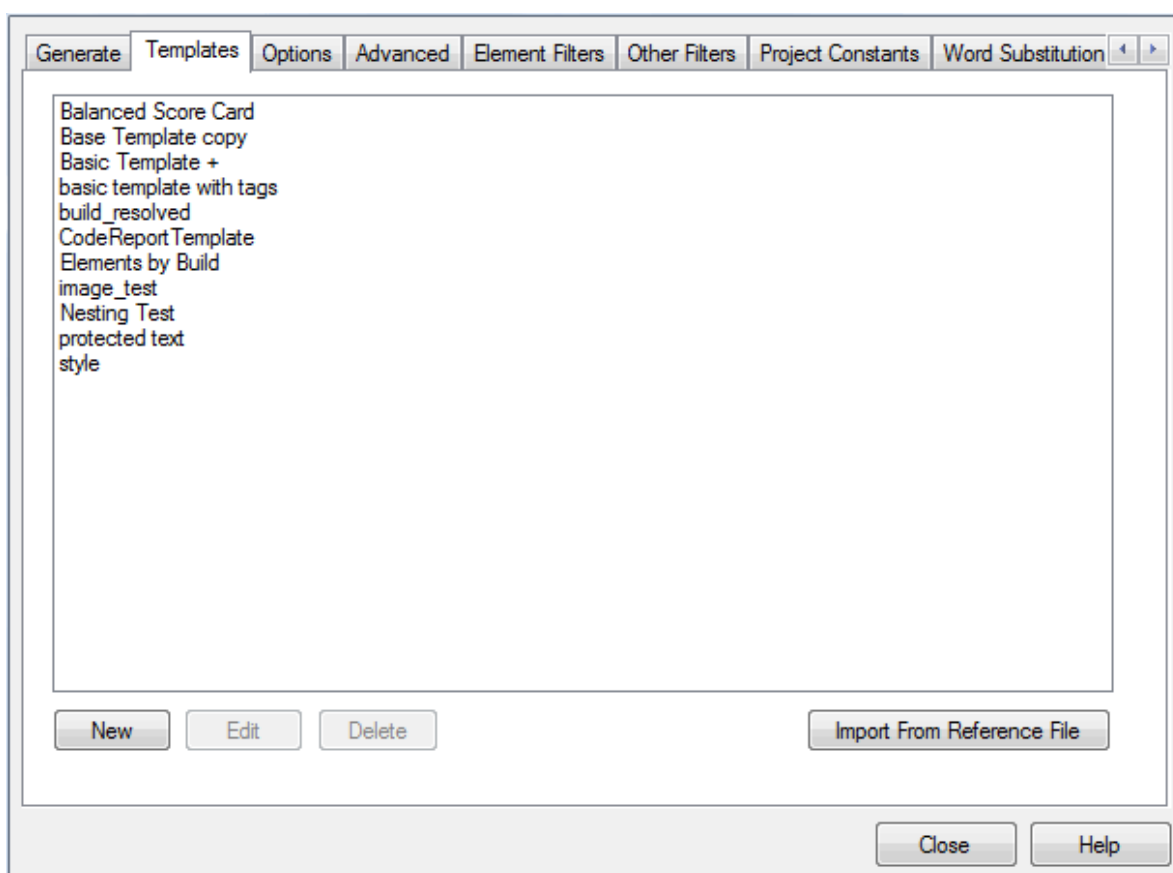 Generate Templates Options Advanced Element Filters Other Filters Project Constants Word Substitution
Balanced Score Card
Base Template copy
Basic Template +
basic template with tags
build_resolved
CodeReportTemplate
Elements by Build
image_test
Nesting Test
protected text
style
New Edit Delete Import From Reference File
Close Help